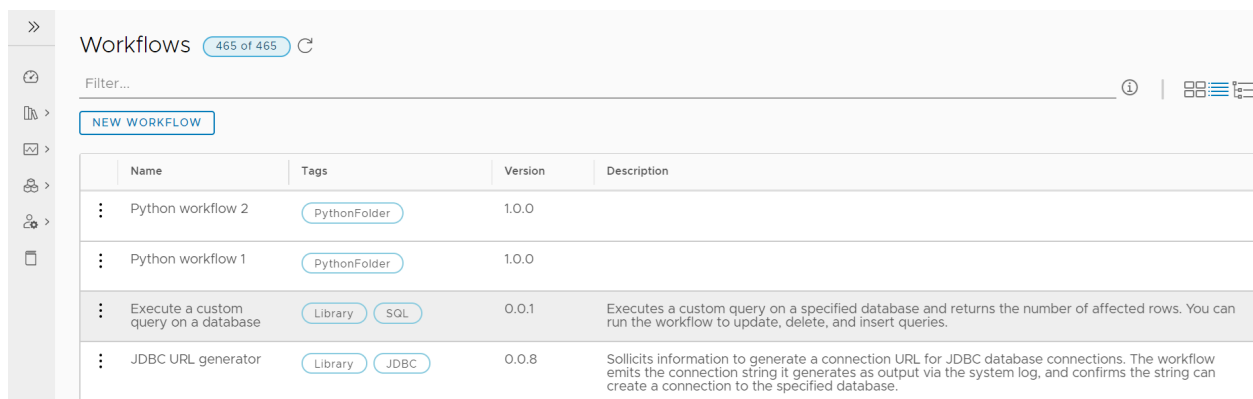 Workflows 465 of 465
Filter...
NEW WORKFLOW
Name Tags Version Description
Python workflow 2 PythonFolder 1.0.0
Python workflow 1 PythonFolder 1.0.0
Execute a custom Library SQL 0.0.1 Executes a custom query on a specified database and returns the number of affected rows. You can
query on a database run the workflow to update, delete, and insert queries.
JDBC URL generator Library JDBC 0.0.8 Sollicits information to generate a connection URL for JDBC database connections. The workflow
emits the connection string it generates as output via the system log, and confirms the string can
create a connection to the specified database.